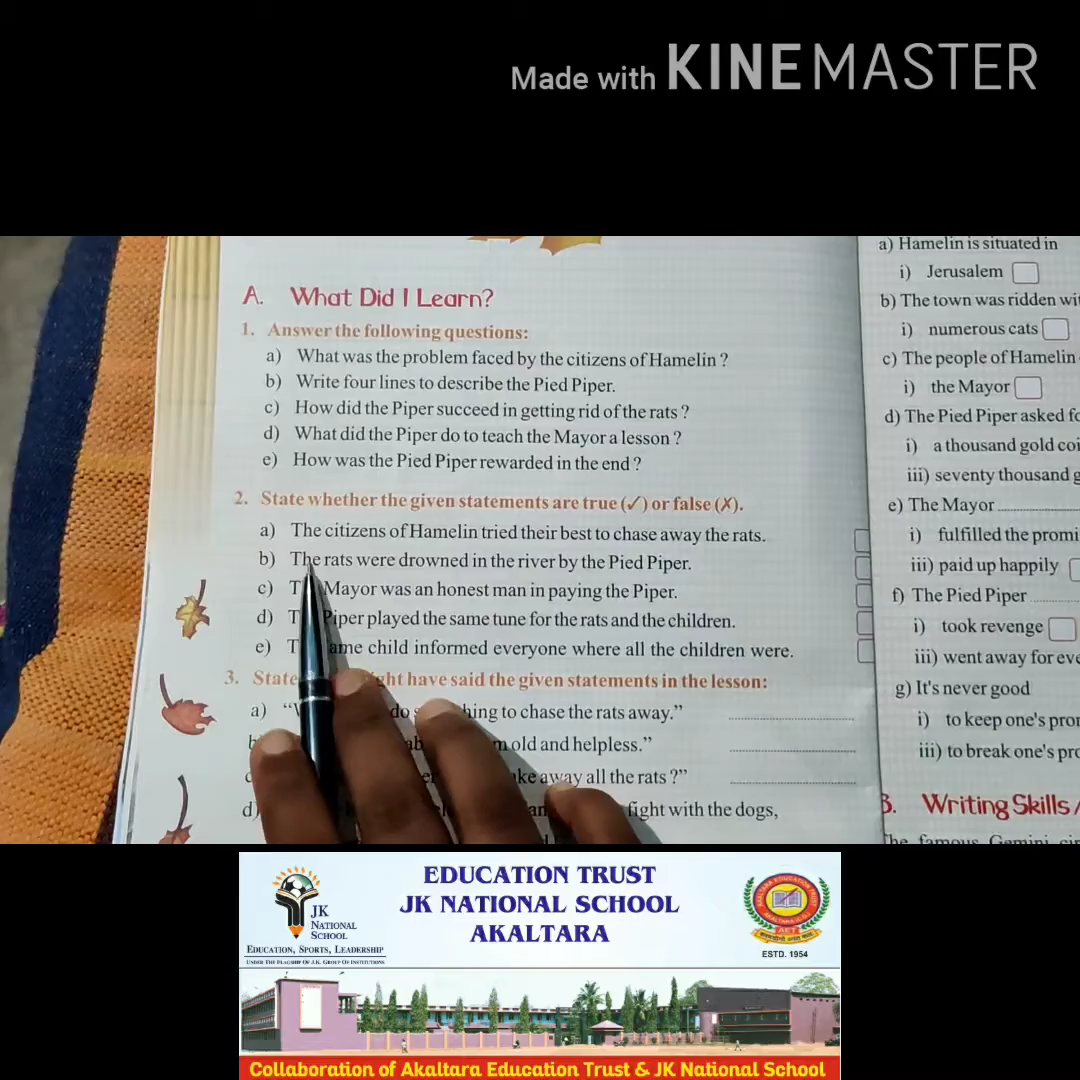 Made with KINEMASTER
A. What Did I Learn?
1. Answer the following questions:
a) What was the problem faced by the citizens of Hamelin ?
b) Write four lines to describe the Pied Piper.
c) How did the Piper succeed in getting rid of the rats ?
d) What did the Piper do to teach the Mayor a lesson ?
e) How was the Pied Piper rewarded in the end ?
2. State whether the given statements are true (✓) or false (✗).
a) The citizens of Hamelin tried their best to chase away the rats.
b) The rats were drowned in the river by the Pied Piper.
c) Mayor was an honest man in paying the Piper.
d) Piper played the same tune for the rats and the children.
e) child informed everyone where all the children were.
3. State have said the given statements in the lesson:
a) to chase the rats away."
old and helpless."
away all the rats ?"
d) fight with the dogs,
a) Hamelin is situated in
i) Jerusalem
b) The town was ridden
i) numerous cats
c) The people of Hamelin
i) the Mayor
d) The Pied Piper asked
i) a thousand gold
iii) seventy thousand
e) The Mayor
i) fulfilled the
iii) paid up happily
f) The Pied Piper
i) took revenge
iii) went away for
g) It's never good
i) to keep one's
iii) to break one's
B. Writing Skills
The famous Gemini
JK
NATIONAL
SCHOOL
EDUCATION, SPORTS, LEADERSHIP
UNDER THE FLAGSHIP OF J.K. GROUP OF INSTITUTIONS
EDUCATION TRUST
JK NATIONAL SCHOOL
AKALTARA
ESTD. 1954
Collaboration of Akaltara Education Trust & JK National School